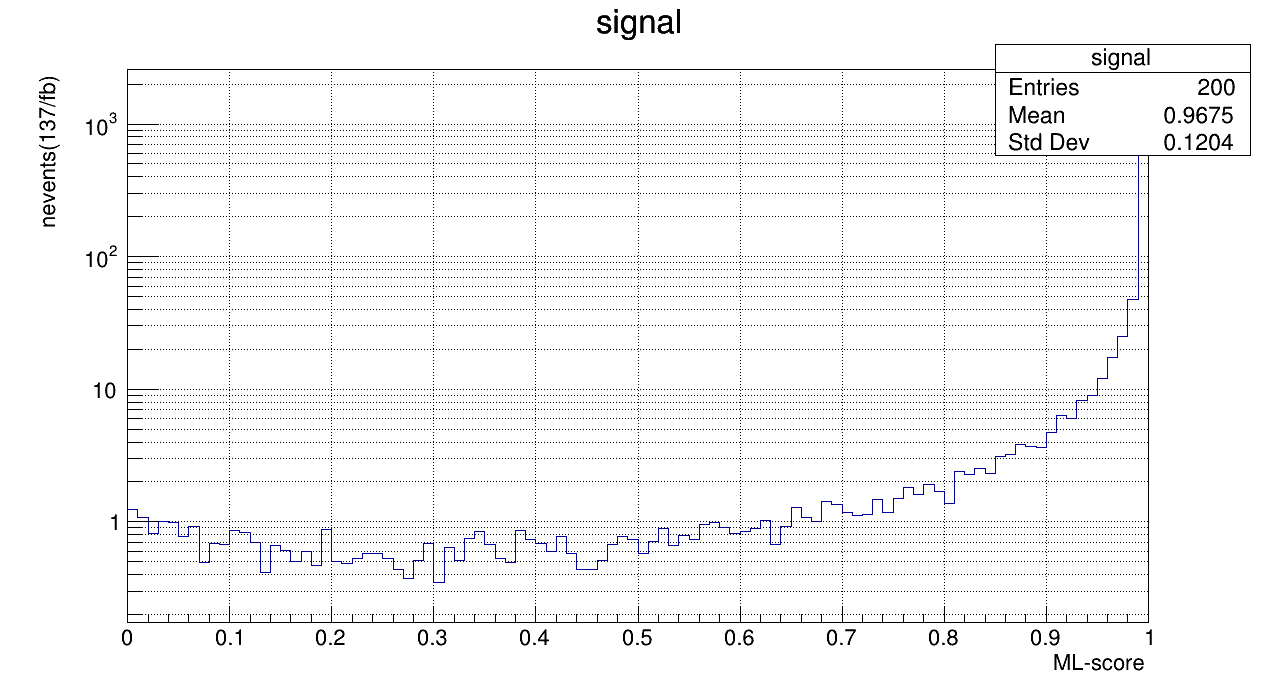 signal
signal
Entries 200
Mean 0.9675
Std Dev 0.1204
nevents(137/fb)
10³
10²
10
1
0 0.1 0.2 0.3 0.4 0.5 0.6 0.7 0.8 0.9 1
ML-score